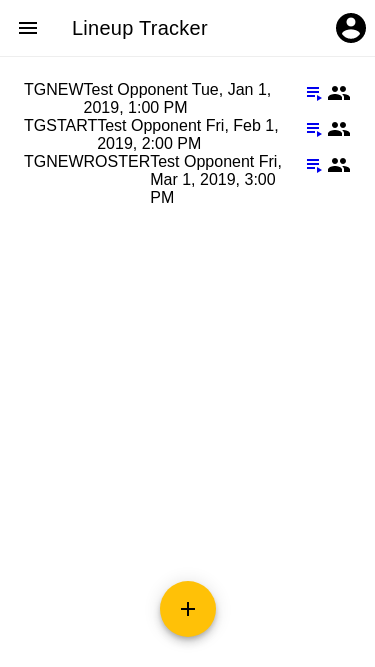 Lineup Tracker
TGNEWTest Opponent Tue, Jan 1,
2019, 1:00 PM
TGSTARTTest Opponent Fri, Feb 1,
2019, 2:00 PM
TGNEWROSTERTest Opponent Fri,
Mar 1, 2019, 3:00
PM